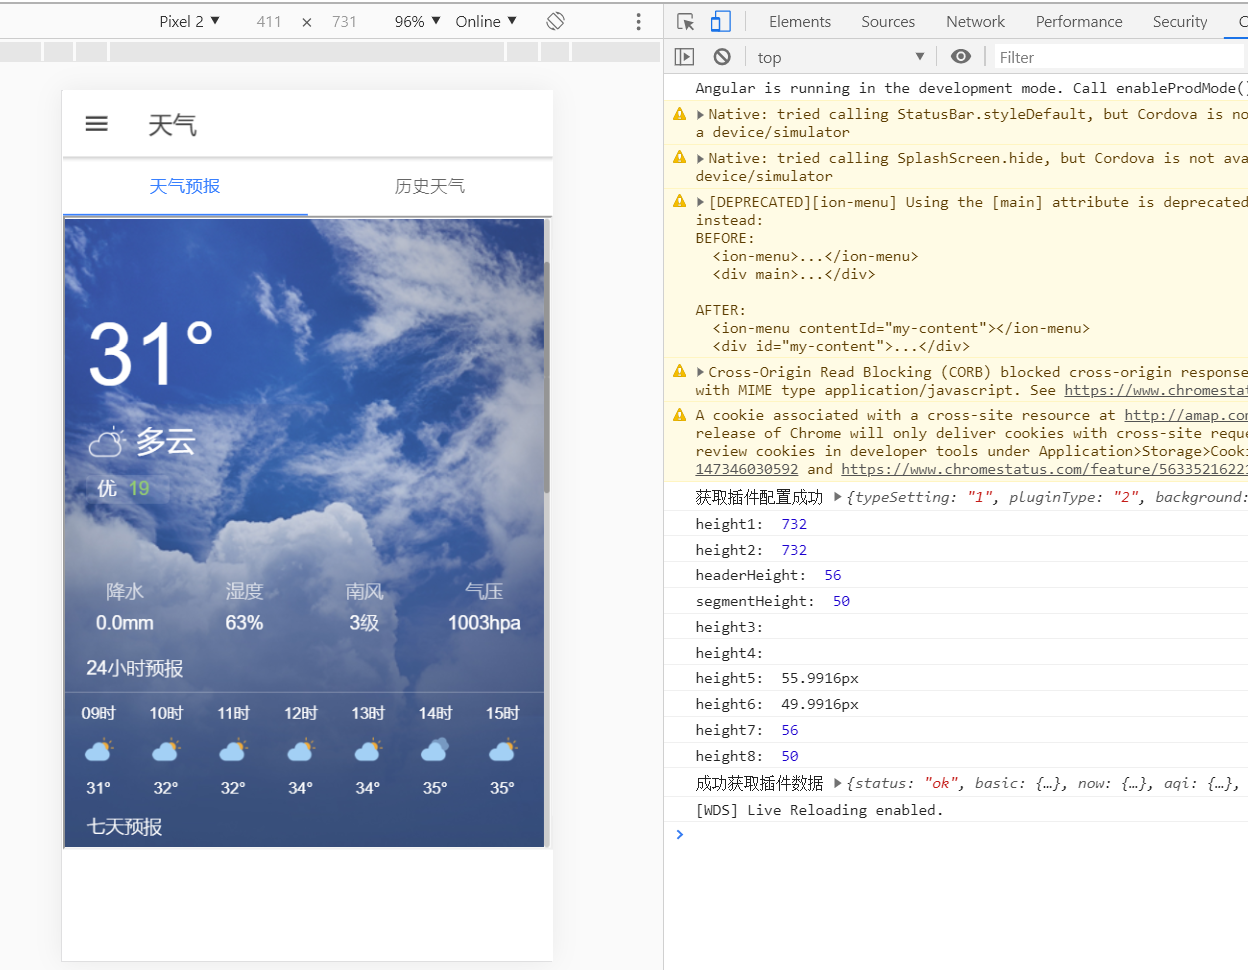 Pixel 2 ▼ 411 × 731 96% ▼ Online ▼
天气
天气预报 历史天气
31°
多云
优 19
降水 湿度 南风 气压
0.0mm 63% 3级 1003hpa
24小时预报
09时 10时 11时 12时 13时 14时 15时
31° 32° 32° 34° 34° 35° 35°
七天预报
Elements Sources Network Performance Security C
top ▼ Filter
Angular is running in the development mode. Call enableProdMode()
▶Native: tried calling StatusBar.styleDefault, but Cordova is no
a device/simulator
▶Native: tried calling SplashScreen.hide, but Cordova is not ava
device/simulator
▶[DEPRECATED][ion-menu] Using the [main] attribute is deprecated
instead:
BEFORE:
<ion-menu>...</ion-menu>
<div main>...</div>
AFTER:
<ion-menu contentId="my-content"></ion-menu>
<div id="my-content">...</div>
▶Cross-Origin Read Blocking (CORB) blocked cross-origin response
with MIME type application/javascript. See https://www.chromestat
A cookie associated with a cross-site resource at http://amap.com
release of Chrome will only deliver cookies with cross-site reque
review cookies in developer tools under Application>Storage>Cooki
147346030592 and https://www.chromestatus.com/feature/56335216221
获取插件配置成功 ▶{typeSetting: "1", pluginType: "2", background:
height1: 732
height2: 732
headerHeight: 56
segmentHeight: 50
height3:
height4:
height5: 55.9916px
height6: 49.9916px
height7: 56
height8: 50
成功获取插件数据 ▶{status: "ok", basic: {…}, now: {…}, aqi: {…},
[WDS] Live Reloading enabled.